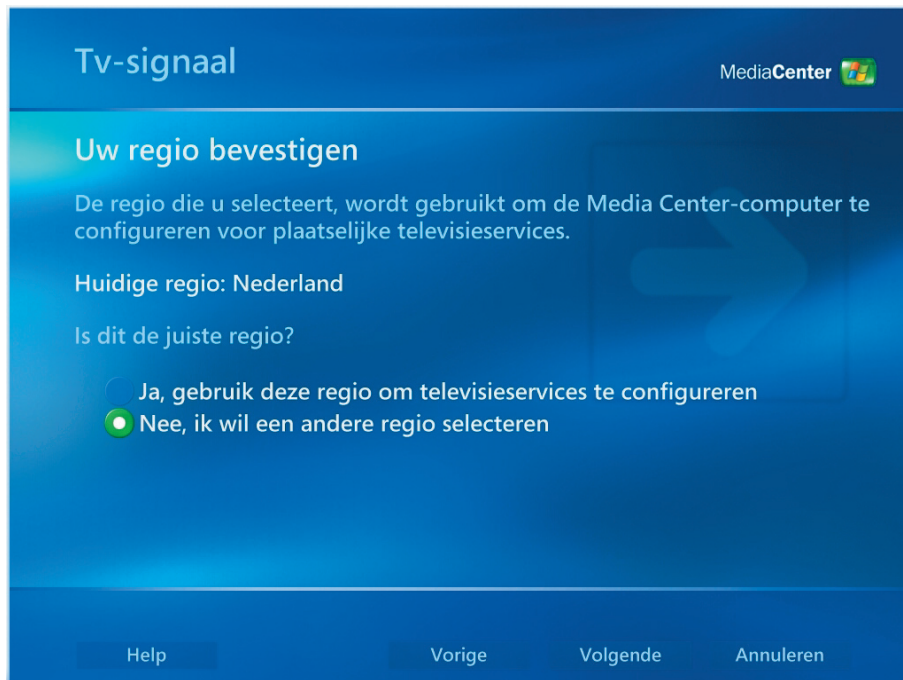 Tv-signaal
MediaCenter
Uw regio bevestigen
De regio die u selecteert, wordt gebruikt om de Media Center-computer te
configureren voor plaatselijke televisieservices.
Huidige regio: Nederland
Is dit de juiste regio?
Ja, gebruik deze regio om televisieservices te configureren
Nee, ik wil een andere regio selecteren
Help
Vorige
Volgende
Annuleren